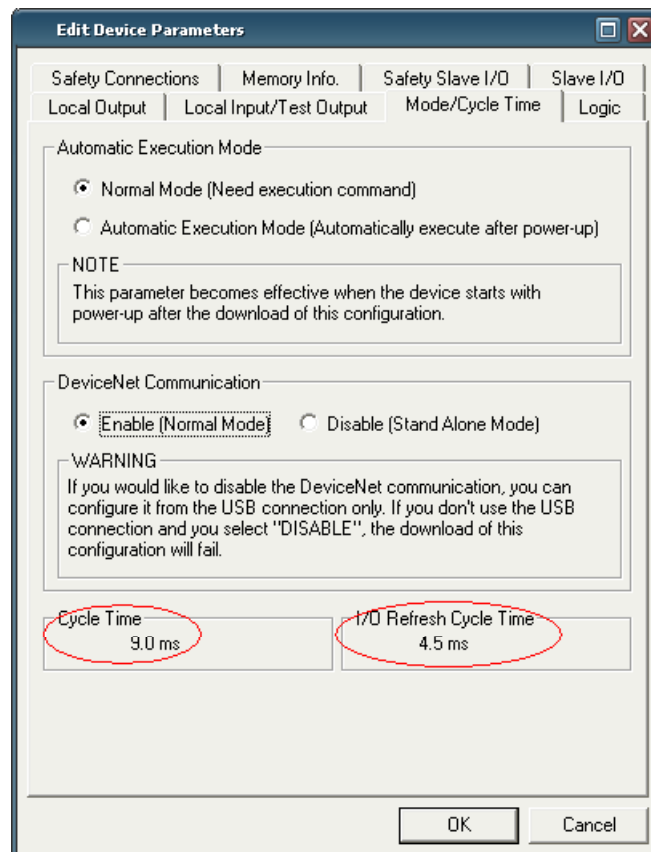 Edit Device Parameters
Safety Connections
Memory Info.
Safety Slave I/O
Slave I/O
Local Output
Local Input/Test Output
Mode/Cycle Time
Logic
Automatic Execution Mode
Normal Mode (Need execution command)
Automatic Execution Mode (Automatically execute after power-up)
NOTE
This parameter becomes effective when the device starts with
power-up after the download of this configuration.
DeviceNet Communication
Enable (Normal Mode)
Disable (Stand Alone Mode)
WARNING
If you would like to disable the DeviceNet communication, you can
configure it from the USB connection only. If you don't use the USB
connection and you select "DISABLE", the download of this
configuration will fail.
Cycle Time
9.0 ms
I/O Refresh Cycle Time
4.5 ms
OK
Cancel